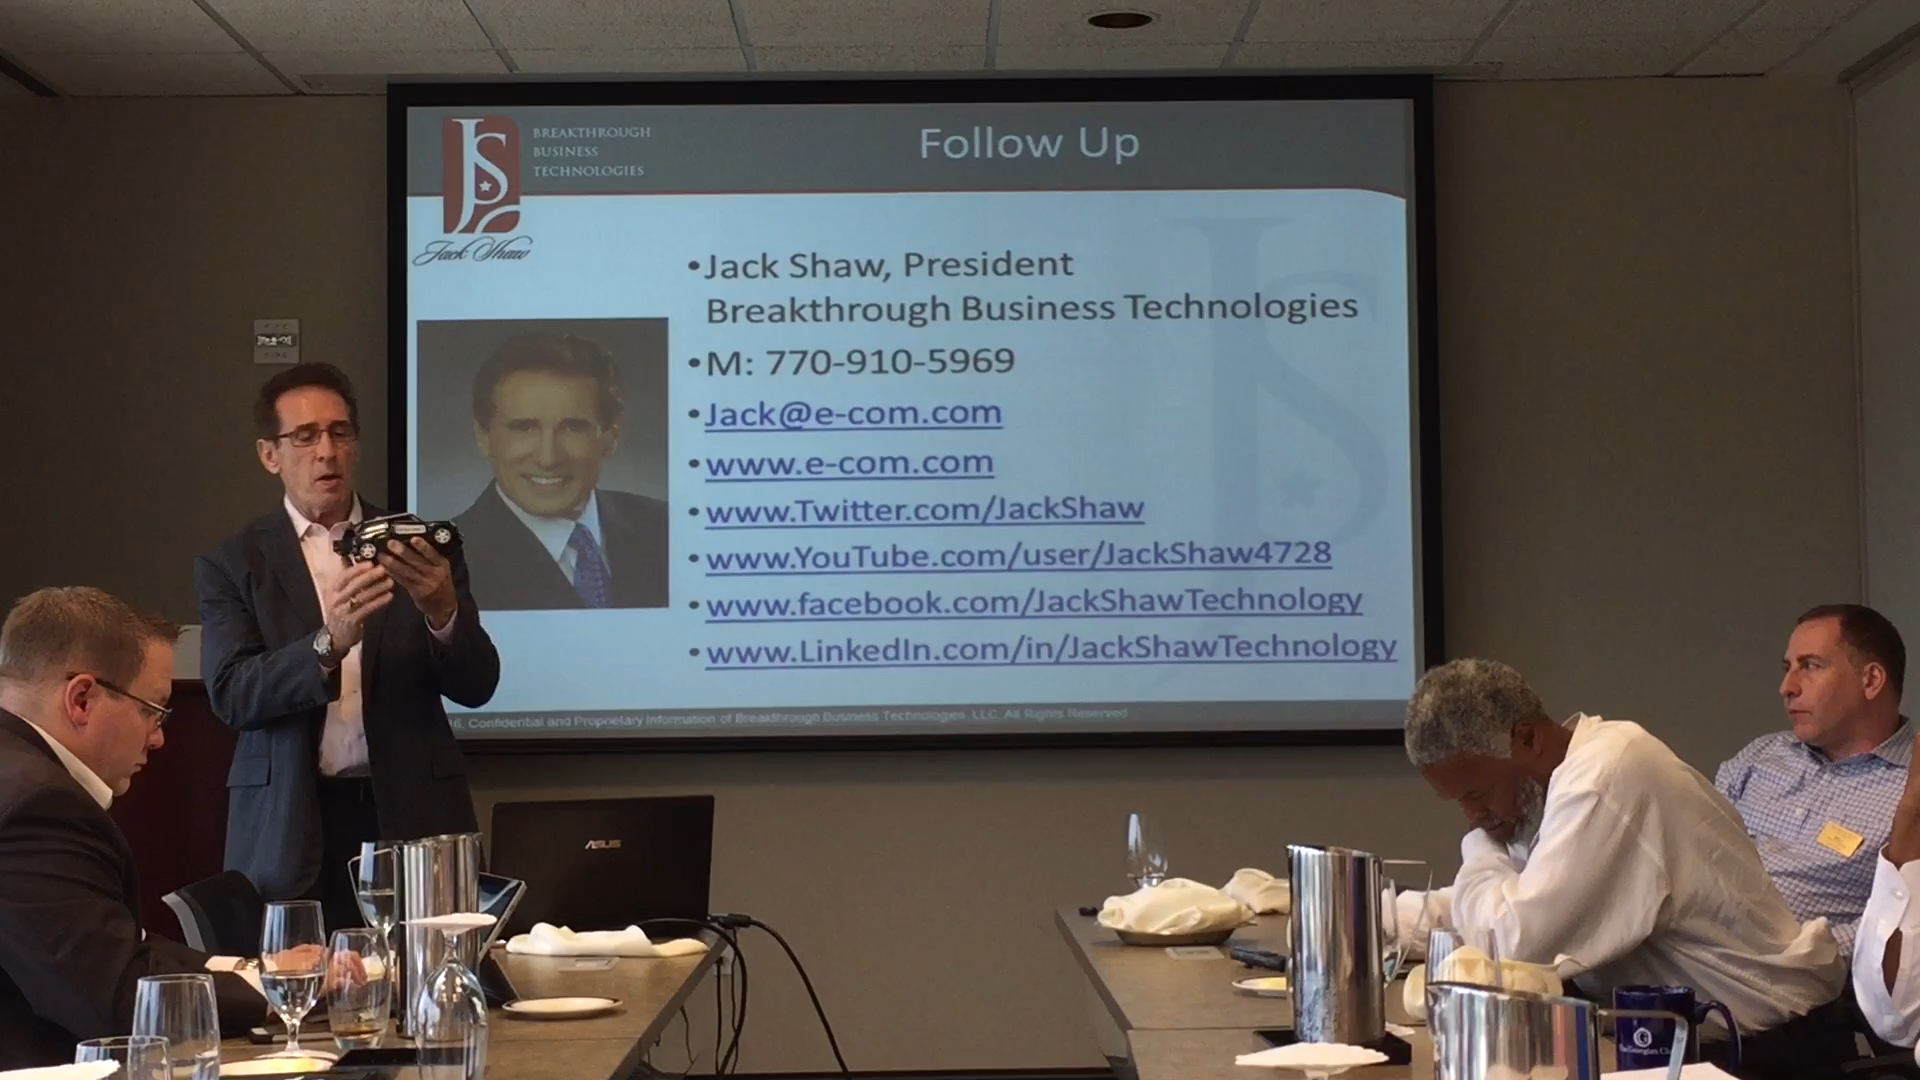 BREAKTHROUGH
BUSINESS
TECHNOLOGIES
JS
Jack Shaw
Follow Up
•Jack Shaw, President
Breakthrough Business Technologies
•M: 770-910-5969
•Jack@e-com.com
•www.e-com.com
•www.Twitter.com/JackShaw
•www.YouTube.com/user/JackShaw4728
•www.facebook.com/JackShawTechnology
•www.LinkedIn.com/in/JackShawTechnology
Confidential and Proprietary Information of Breakthrough Business Technologies, LLC. All Rights Reserved
ASUS